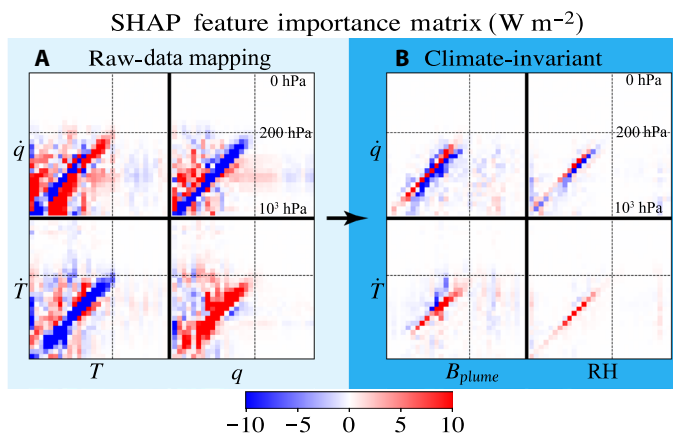 SHAP feature importance matrix (W m⁻²)
A Raw-data mapping
B Climate-invariant
0 hPa
0 hPa
q̇
200 hPa
q̇
200 hPa
10³ hPa
10³ hPa
Ṫ
Ṫ
T
q
B_plume
RH
−10 −5 0 5 10